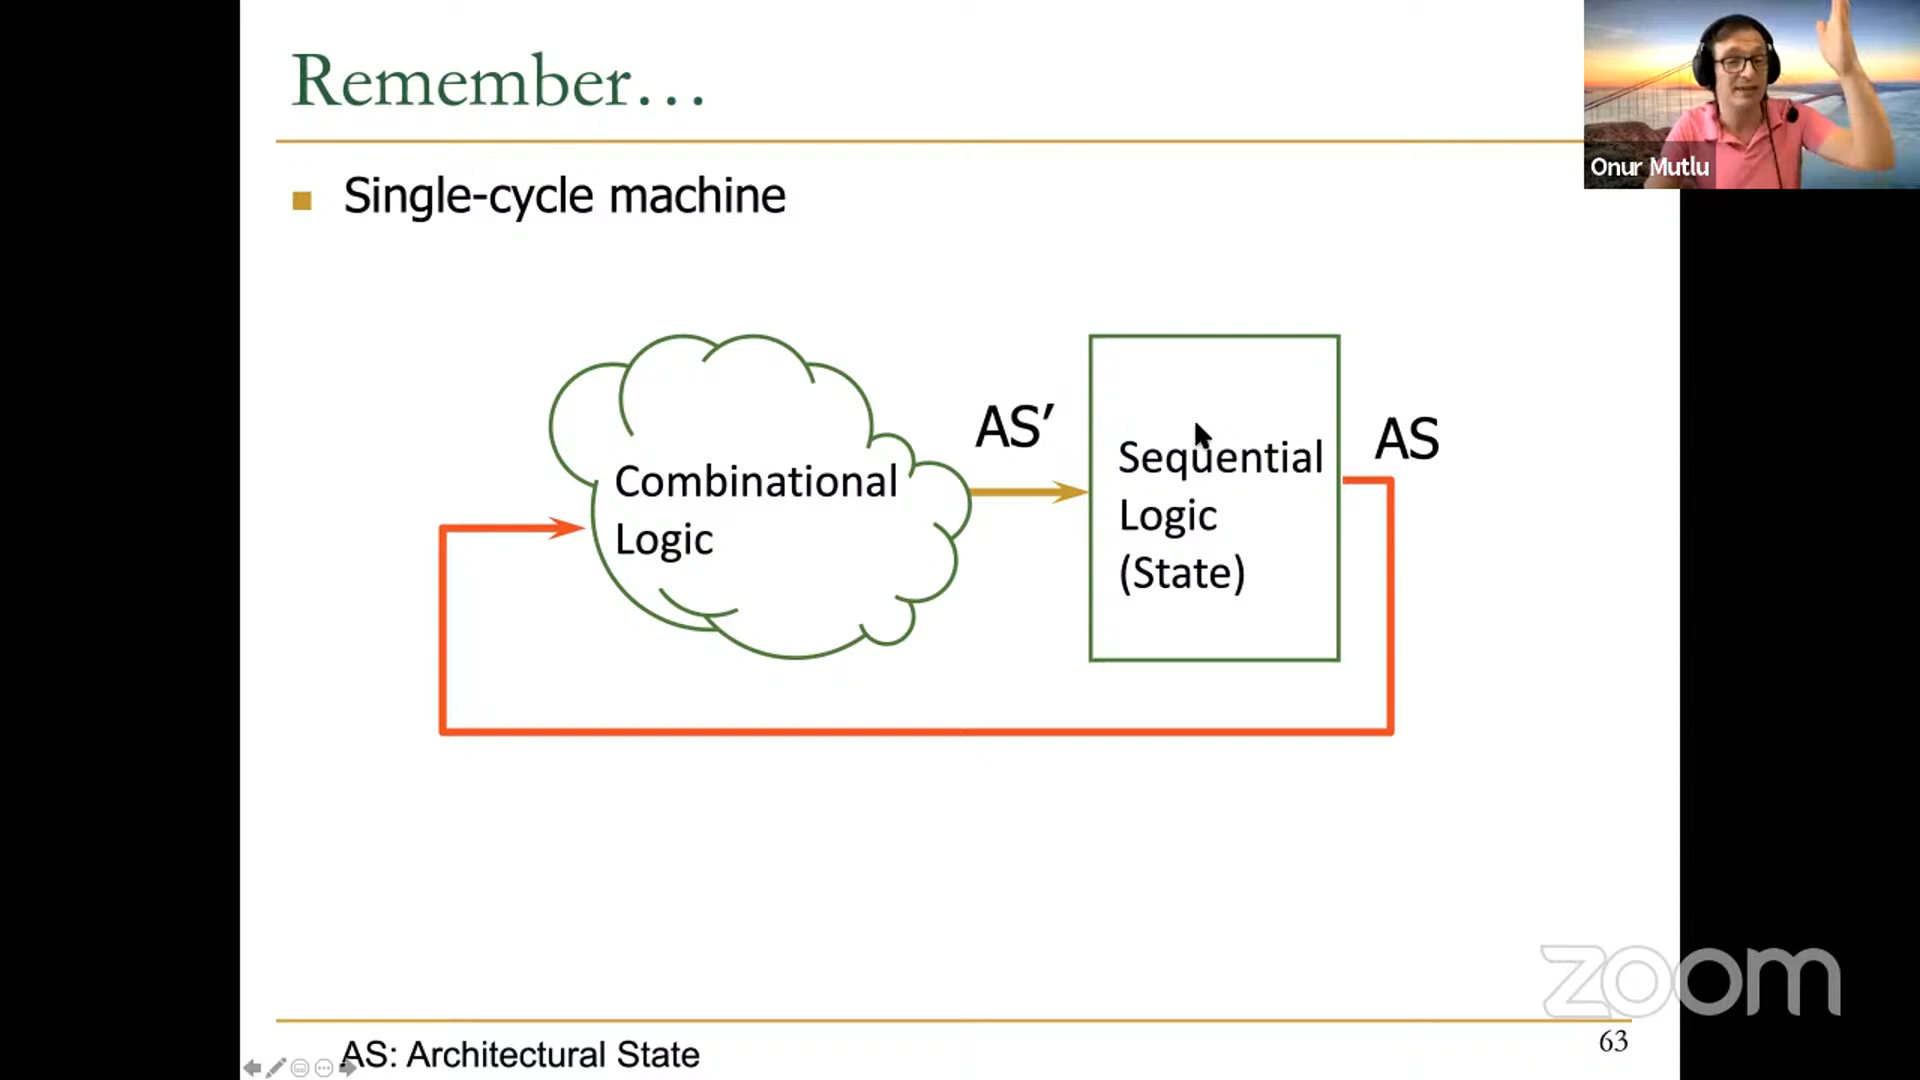 Remember…
Onur Mutlu
Single-cycle machine
AS’
AS
Combinational
Logic
Sequential
Logic
(State)
zoom
AS: Architectural State
63